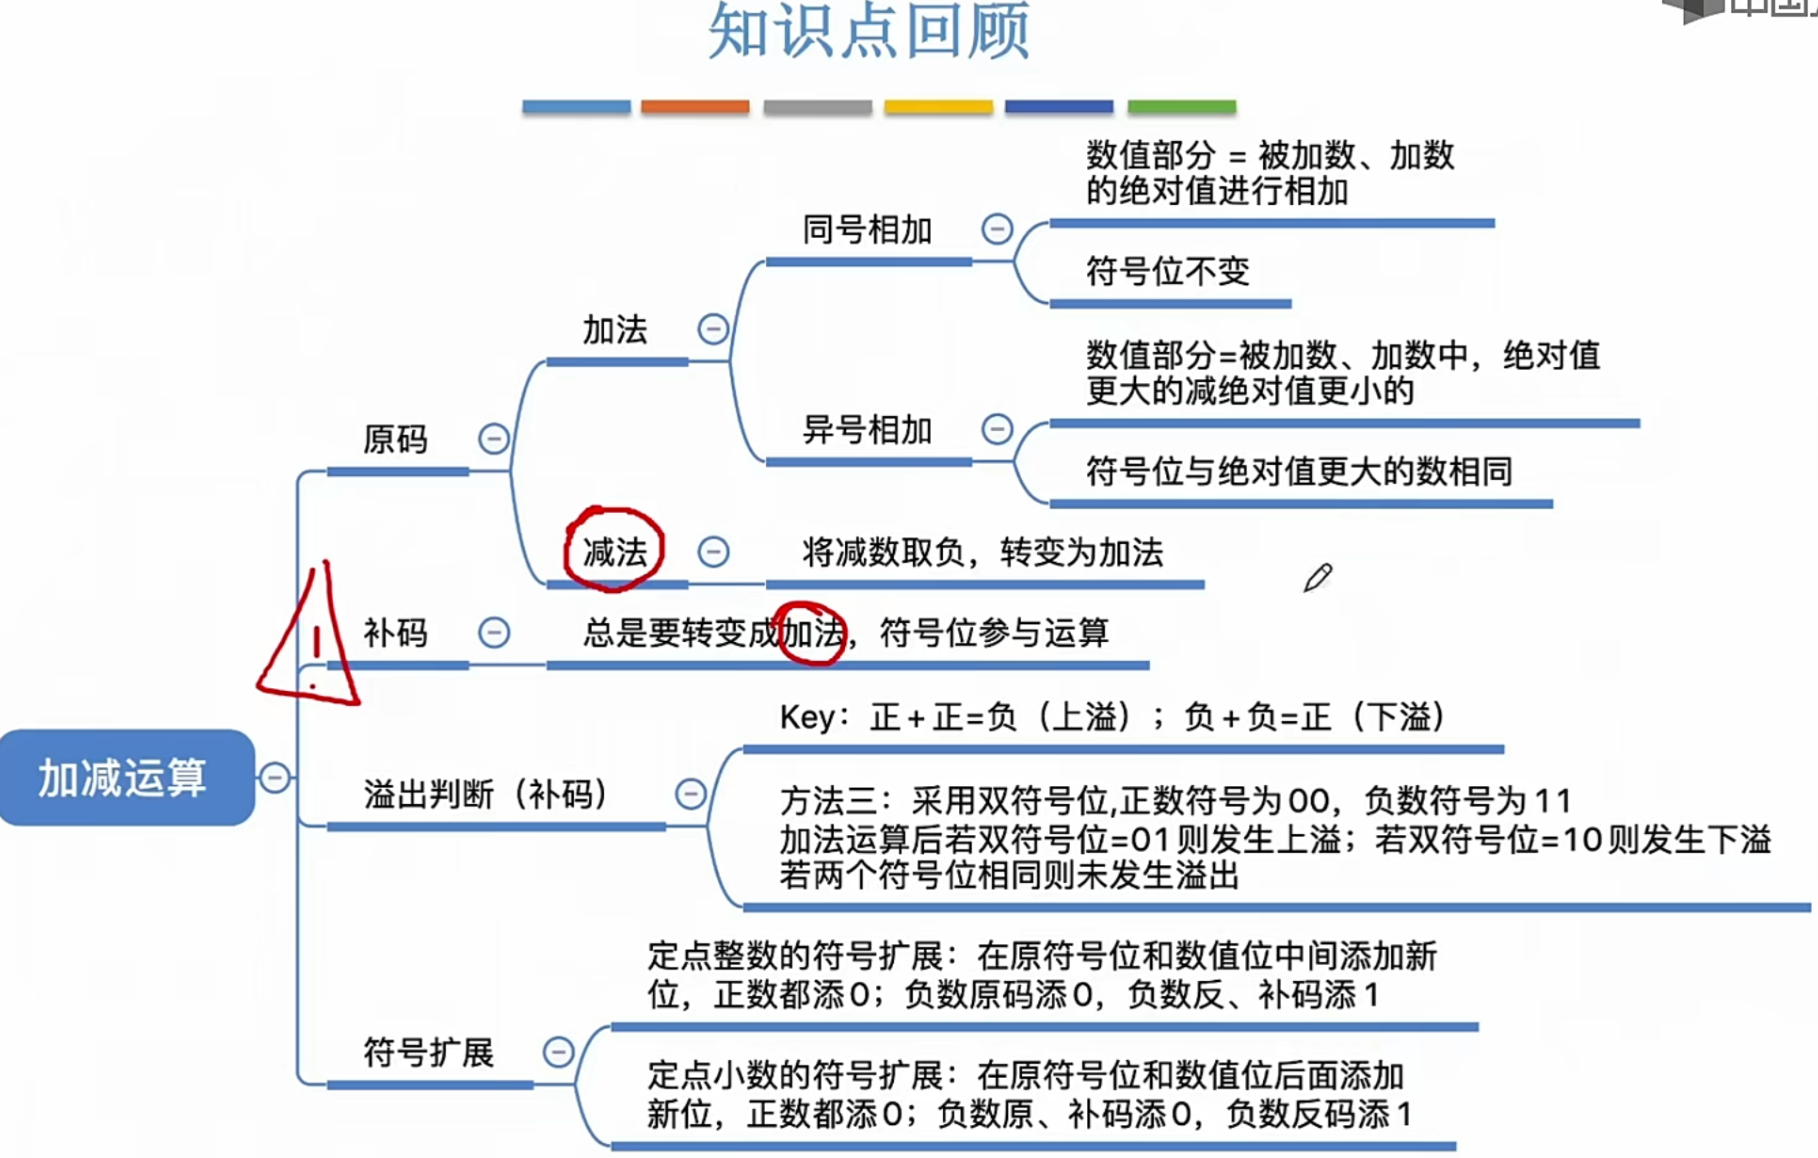 中国
知识点回顾
数值部分 = 被加数、加数
的绝对值进行相加
同号相加
符号位不变
加法
数值部分=被加数、加数中，绝对值
更大的减绝对值更小的
异号相加
原码
符号位与绝对值更大的数相同
减法
将减数取负，转变为加法
补码
总是要转变成加法，符号位参与运算
Key：正+正=负（上溢）；负+负=正（下溢）
加减运算
溢出判断（补码）
方法三：采用双符号位,正数符号为00，负数符号为11
加法运算后若双符号位=01则发生上溢；若双符号位=10则发生下溢
若两个符号位相同则未发生溢出
定点整数的符号扩展：在原符号位和数值位中间添加新
位，正数都添0；负数原码添0，负数反、补码添1
符号扩展
定点小数的符号扩展：在原符号位和数值位后面添加
新位，正数都添0；负数原、补码添0，负数反码添1